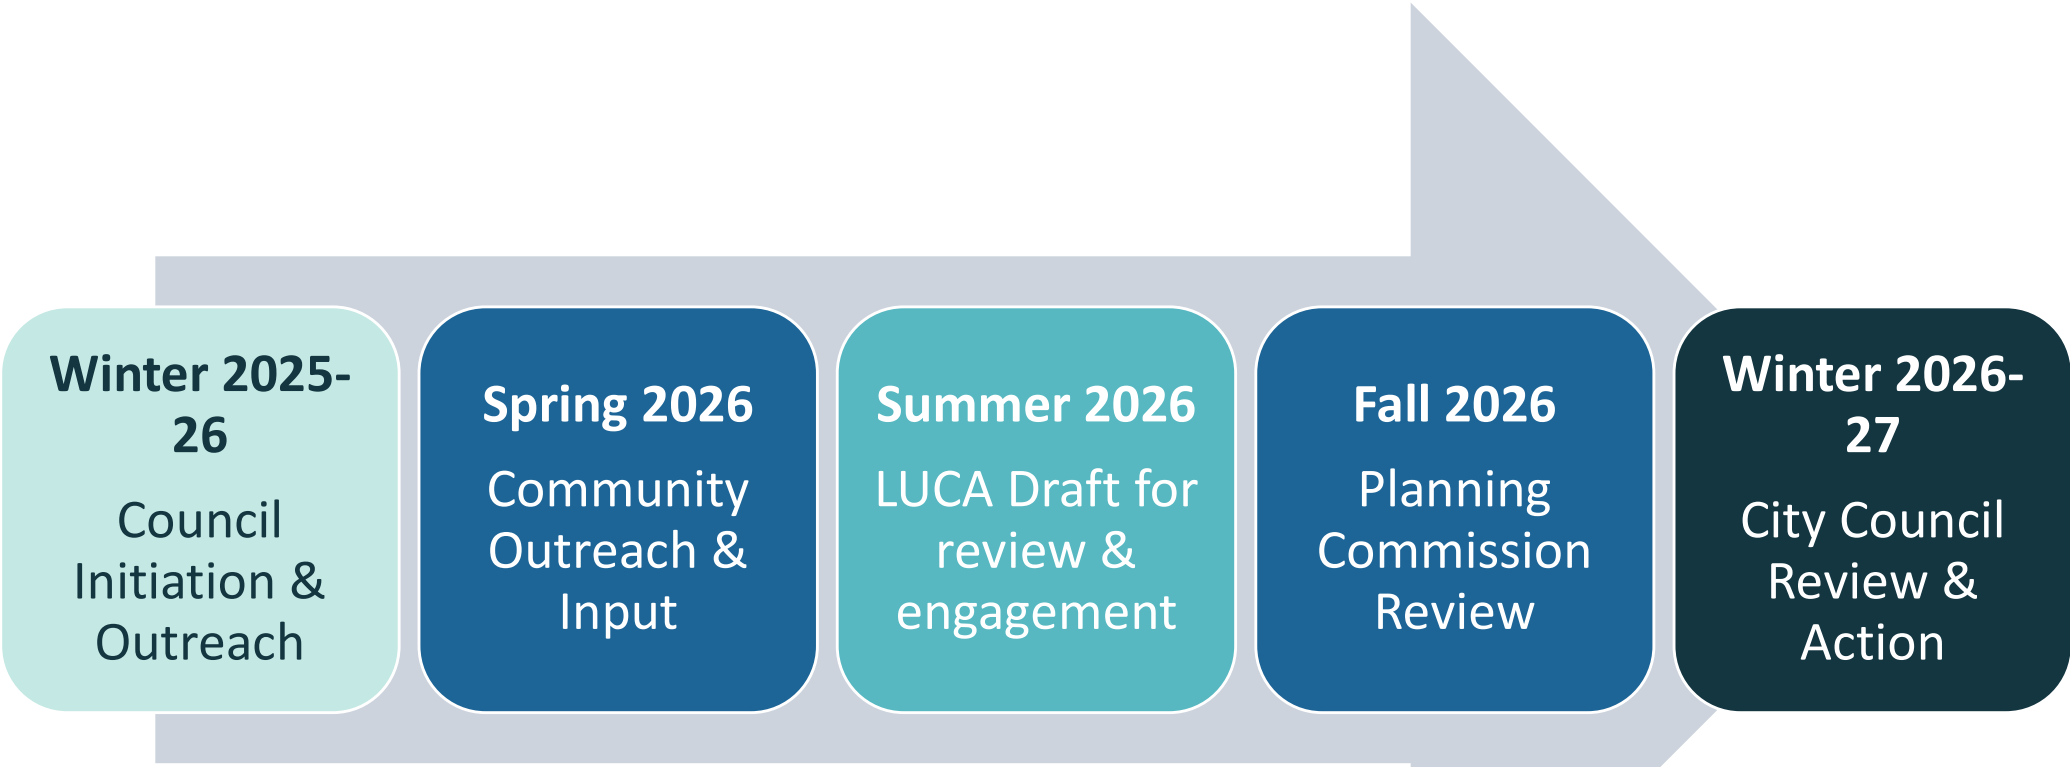 Winter 2025-
26
Council
Initiation &
Outreach
Spring 2026
Community
Outreach &
Input
Summer 2026
LUCA Draft for
review &
engagement
Fall 2026
Planning
Commission
Review
Winter 2026-
27
City Council
Review &
Action